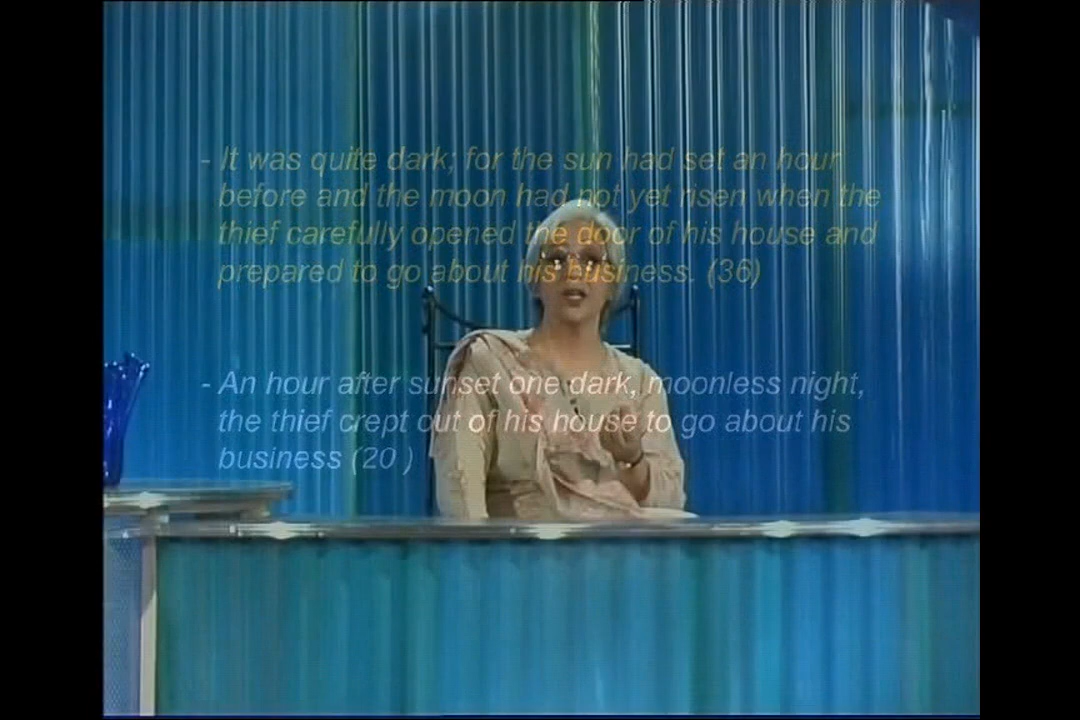 - It was quite dark; for the sun had set an hour
before and the moon had not yet risen when the
thief carefully opened the door of his house and
prepared to go about his business. (36)
- An hour after sunset one dark, moonless night,
the thief crept out of his house to go about his
business (20 )